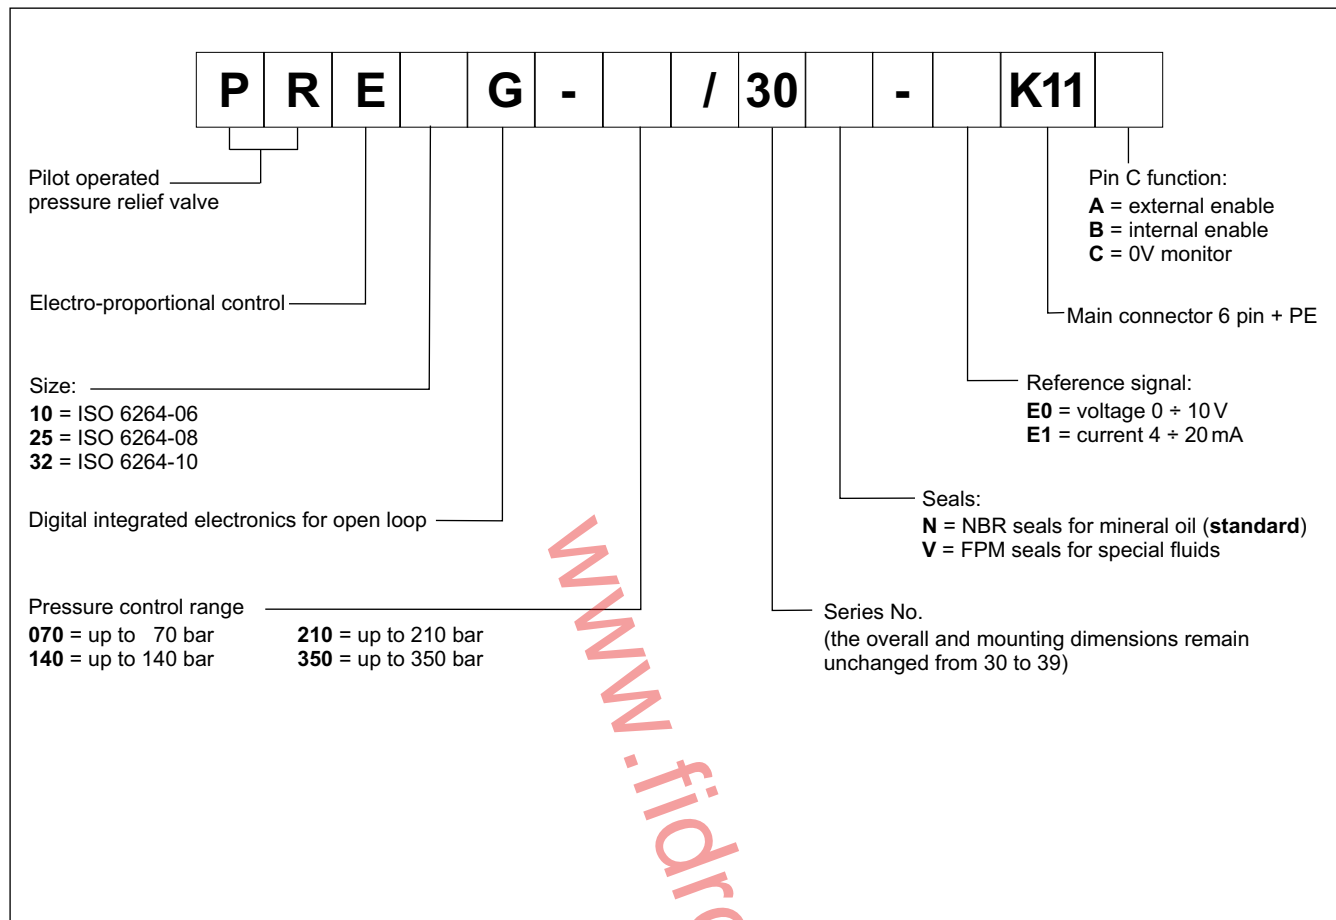 P R E G - / 30 - K11
Pilot operated
pressure relief valve
Electro-proportional control
Size:
10 = ISO 6264-06
25 = ISO 6264-08
32 = ISO 6264-10
Digital integrated electronics for open loop
Pressure control range
070 = up to 70 bar
140 = up to 140 bar
210 = up to 210 bar
350 = up to 350 bar
Pin C function:
A = external enable
B = internal enable
C = 0V monitor
Main connector 6 pin + PE
Reference signal:
E0 = voltage 0 ÷ 10 V
E1 = current 4 ÷ 20 mA
Seals:
N = NBR seals for mineral oil (standard)
V = FPM seals for special fluids
Series No.
(the overall and mounting dimensions remain
unchanged from 30 to 39)